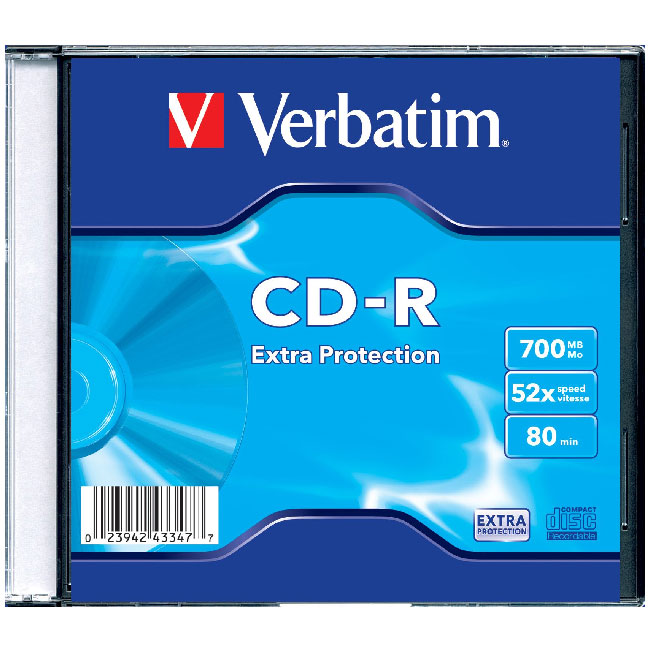 Verbatim®
CD-R
Extra Protection
700 MB Mo
52x speed vitesse
80 min
EXTRA PROTECTION
COMPACT disc Recordable
0 23942 43347 7